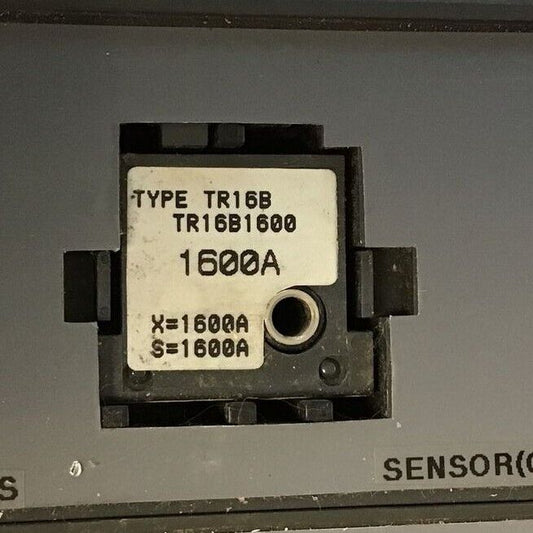 TYPE TR16B
TR16B1600
1600A
X=1600A
S=1600A
SENSOR(
S